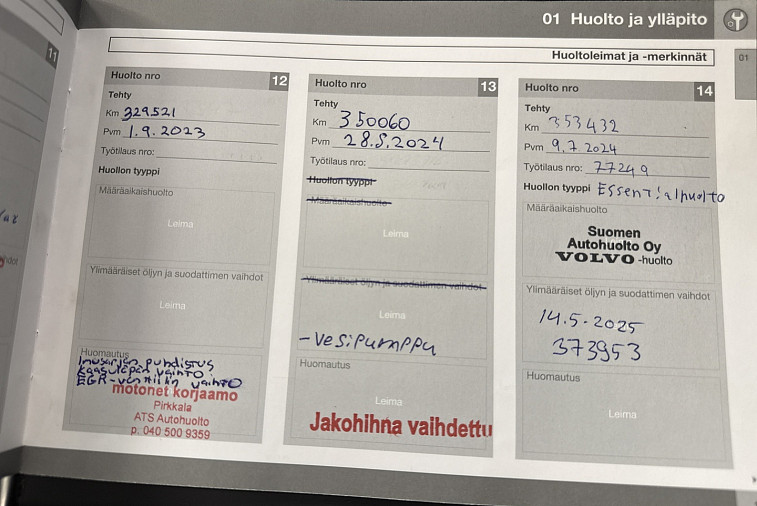 01 Huolto ja ylläpito
Huoltoleimat ja -merkinnät
01
11
Huolto nro 12
Tehty
Km 329521
Pvm 1.9.2023
Työtilaus nro:
Huollon tyyppi
Määräaikaishuolto
Leima
Ylimääräiset öljyn ja suodattimen vaihdot
Leima
Huomautus
Imusarjan puhdistus
Kaasuläpän vaihto
EGR-venttiilin vaihto
motonet korjaamo
Pirkkala
ATS Autohuolto
p. 040 500 9359
Huolto nro 13
Tehty
Km 350060
Pvm 28.5.2024
Työtilaus nro:
Huollon tyyppi
Määräaikaishuolto
Leima
Ylimääräiset öljyn ja suodattimen vaihdot
Leima
-vesipumppu
Huomautus
Leima
Jakohihna vaihdettu
Huolto nro 14
Tehty
Km 353432
Pvm 9.7.2024
Työtilaus nro: 77249
Huollon tyyppi Essentialhuolto
Määräaikaishuolto
Suomen
Autohuolto Oy
VOLVO -huolto
Ylimääräiset öljyn ja suodattimen vaihdot
14.5.2025
373953
Huomautus
Leima